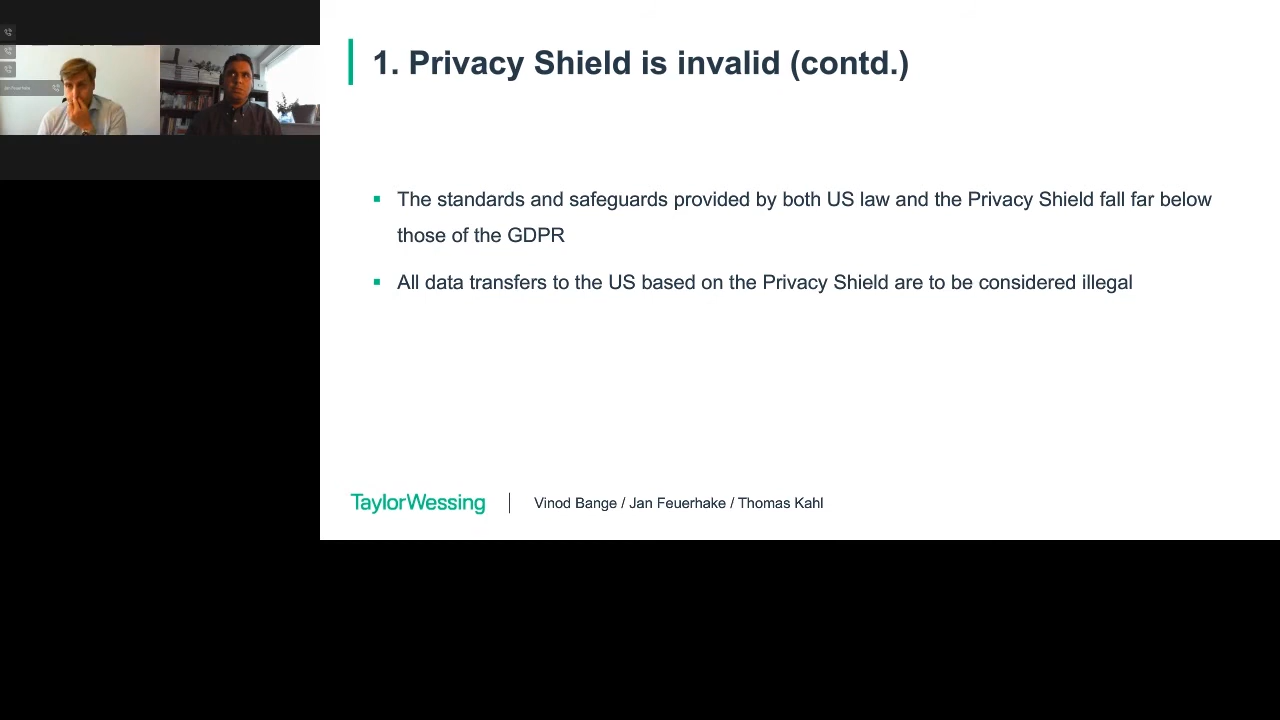 Jan Feuerhake
1. Privacy Shield is invalid (contd.)
▪ The standards and safeguards provided by both US law and the Privacy Shield fall far below
those of the GDPR
▪ All data transfers to the US based on the Privacy Shield are to be considered illegal
TaylorWessing | Vinod Bange / Jan Feuerhake / Thomas Kahl